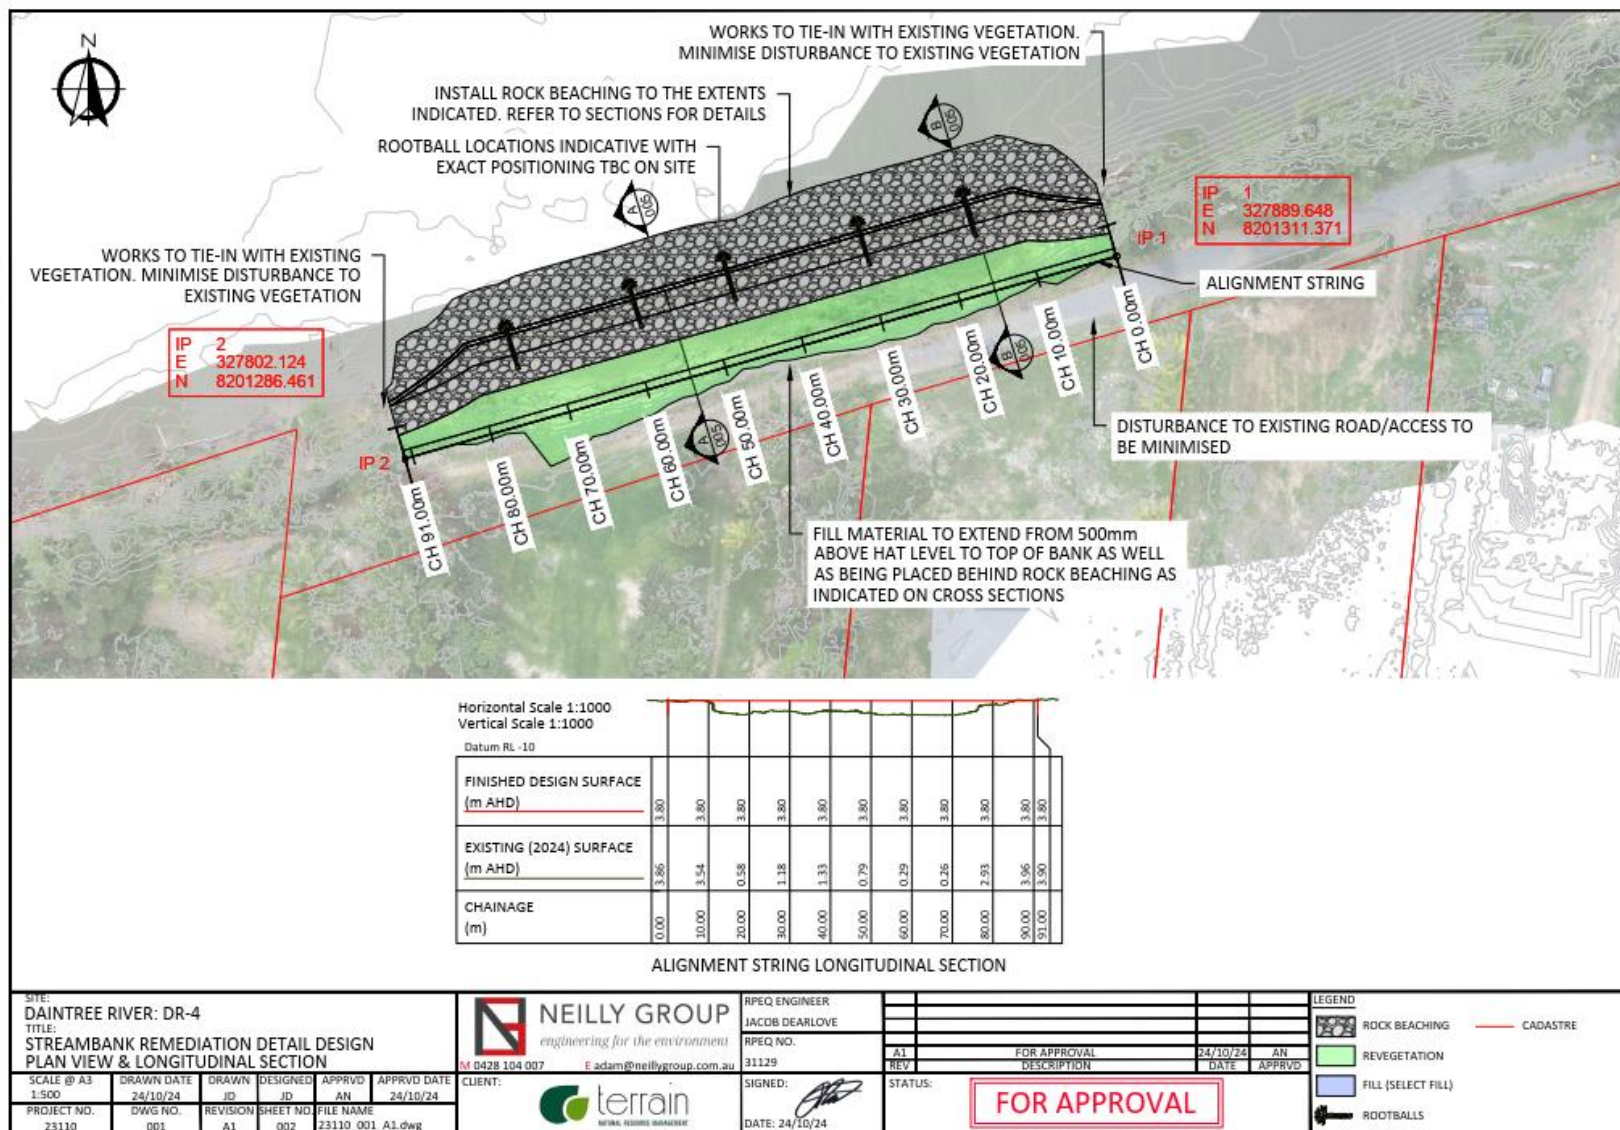 N
WORKS TO TIE-IN WITH EXISTING VEGETATION.
MINIMISE DISTURBANCE TO EXISTING VEGETATION
INSTALL ROCK BEACHING TO THE EXTENTS
INDICATED. REFER TO SECTIONS FOR DETAILS
ROOTBALL LOCATIONS INDICATIVE WITH
EXACT POSITIONING TBC ON SITE
B
005
A
005
IP 1
E 327889.648
N 8201311.371
WORKS TO TIE-IN WITH EXISTING
VEGETATION. MINIMISE DISTURBANCE TO
EXISTING VEGETATION
IP 1
ALIGNMENT STRING
IP 2
E 327802.124
N 8201286.461
IP 2
CH 91.00m
CH 80.00m
CH 70.00m
CH 60.00m
CH 50.00m
CH 40.00m
CH 30.00m
CH 20.00m
CH 10.00m
CH 0.00m
A
005
B
005
DISTURBANCE TO EXISTING ROAD/ACCESS TO
BE MINIMISED
FILL MATERIAL TO EXTEND FROM 500mm
ABOVE HAT LEVEL TO TOP OF BANK AS WELL
AS BEING PLACED BEHIND ROCK BEACHING AS
INDICATED ON CROSS SECTIONS
Horizontal Scale 1:1000
Vertical Scale 1:1000
Datum RL -10
FINISHED DESIGN SURFACE
(m AHD)
3.80 3.80 3.80 3.80 3.80 3.80 3.80 3.80 3.80 3.80 3.80
EXISTING (2024) SURFACE
(m AHD)
3.86 3.54 0.58 1.18 1.33 0.79 0.29 0.26 2.93 3.96 3.90
CHAINAGE
(m)
0.00 10.00 20.00 30.00 40.00 50.00 60.00 70.00 80.00 90.00 91.00
ALIGNMENT STRING LONGITUDINAL SECTION
SITE:
DAINTREE RIVER: DR-4
TITLE:
STREAMBANK REMEDIATION DETAIL DESIGN
PLAN VIEW & LONGITUDINAL SECTION
SCALE @ A3 DRAWN DATE DRAWN DESIGNED APPRVD APPRVD DATE
1:500 24/10/24 JD JD AN 24/10/24
PROJECT NO. DWG NO. REVISION SHEET NO. FILE NAME
23110 001 A1 002 23110_001_A1.dwg
NEILLY GROUP
engineering for the environment
M 0428 104 007 E adam@neillygroup.com.au
CLIENT:
terrain
NATURAL RESOURCE MANAGEMENT
RPEQ ENGINEER
JACOB DEARLOVE
RPEQ NO.
31129
SIGNED:
DATE: 24/10/24
A1 FOR APPROVAL 24/10/24 AN
REV DESCRIPTION DATE APPRVD
STATUS:
FOR APPROVAL
LEGEND
ROCK BEACHING
CADASTRE
REVEGETATION
FILL (SELECT FILL)
ROOTBALLS